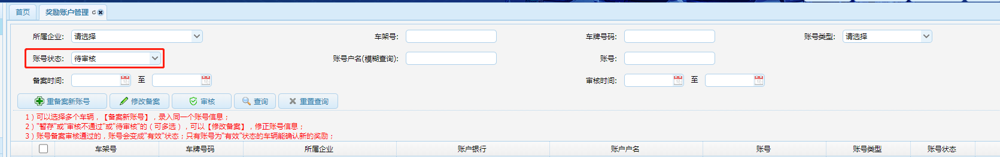 首页 奖励账户管理
所属企业: 请选择 车架号: 车牌号码: 账号类型: 请选择
账号状态: 待审核 账号户名(模糊查询): 账号:
备案时间: 至 审核时间: 至
重备案新账号 修改备案 审核 查询 重置查询
1）可以选择多个车辆，【备案新账号】，录入同一个账号信息；
2）"暂存"或"审核不通过"或"待审核"的（可多选），可以【修改备案】，修正账号信息；
3）账号备案审核通过的，账号会变成"有效"状态；只有账号为"有效"状态的车辆能确认新的奖励；
车架号 车牌号码 所属企业 账户银行 账户户名 账号 账号类型 账号状态